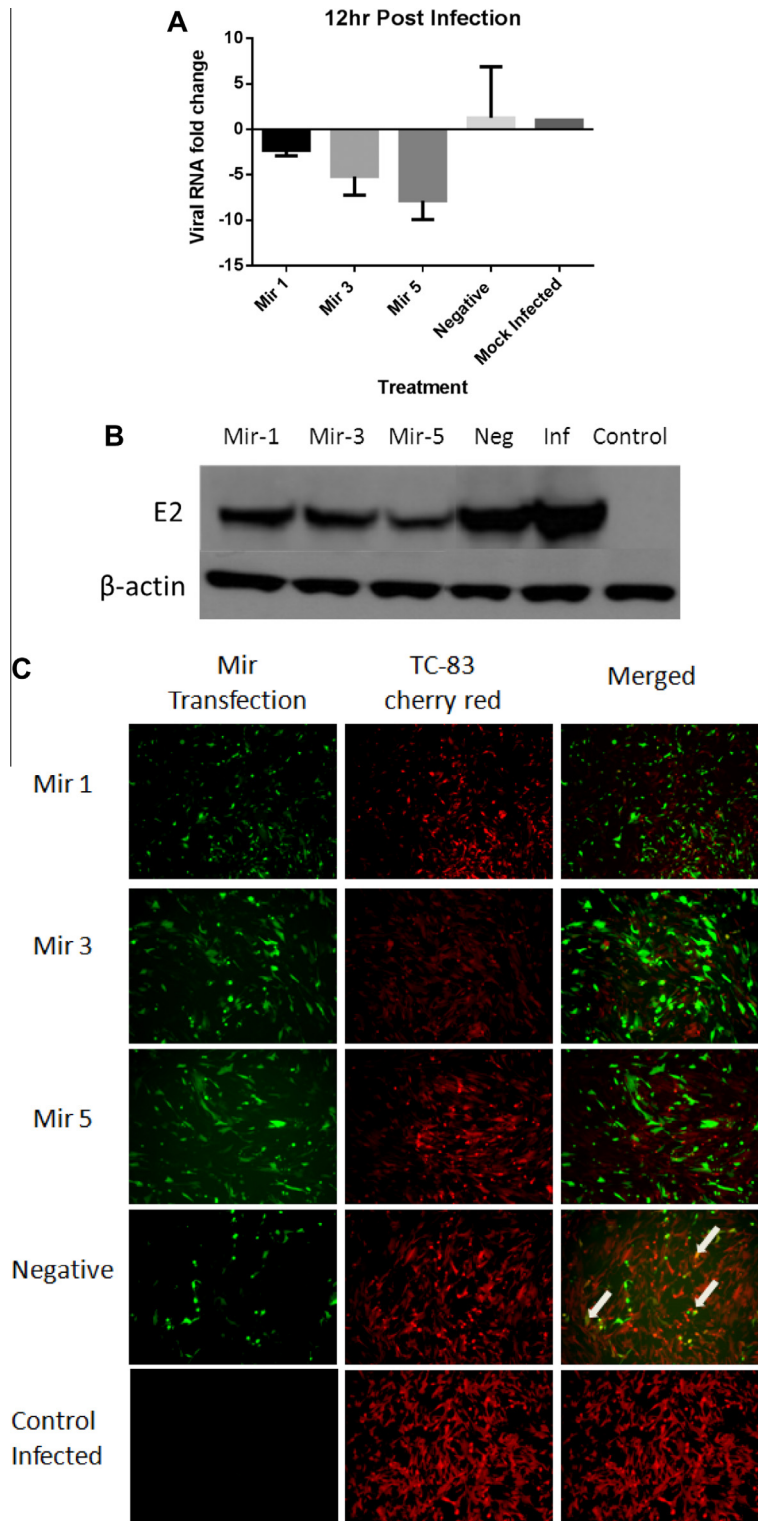 A
12hr Post Infection
Viral RNA fold change
10
5
0
-5
-10
-15
Mir 1
Mir 3
Mir 5
Negative
Mock Infected
Treatment
B
Mir-1 Mir-3 Mir-5 Neg Inf Control
E2
β-actin
C
Mir
Transfection
TC-83
cherry red
Merged
Mir 1
Mir 3
Mir 5
Negative
Control
Infected